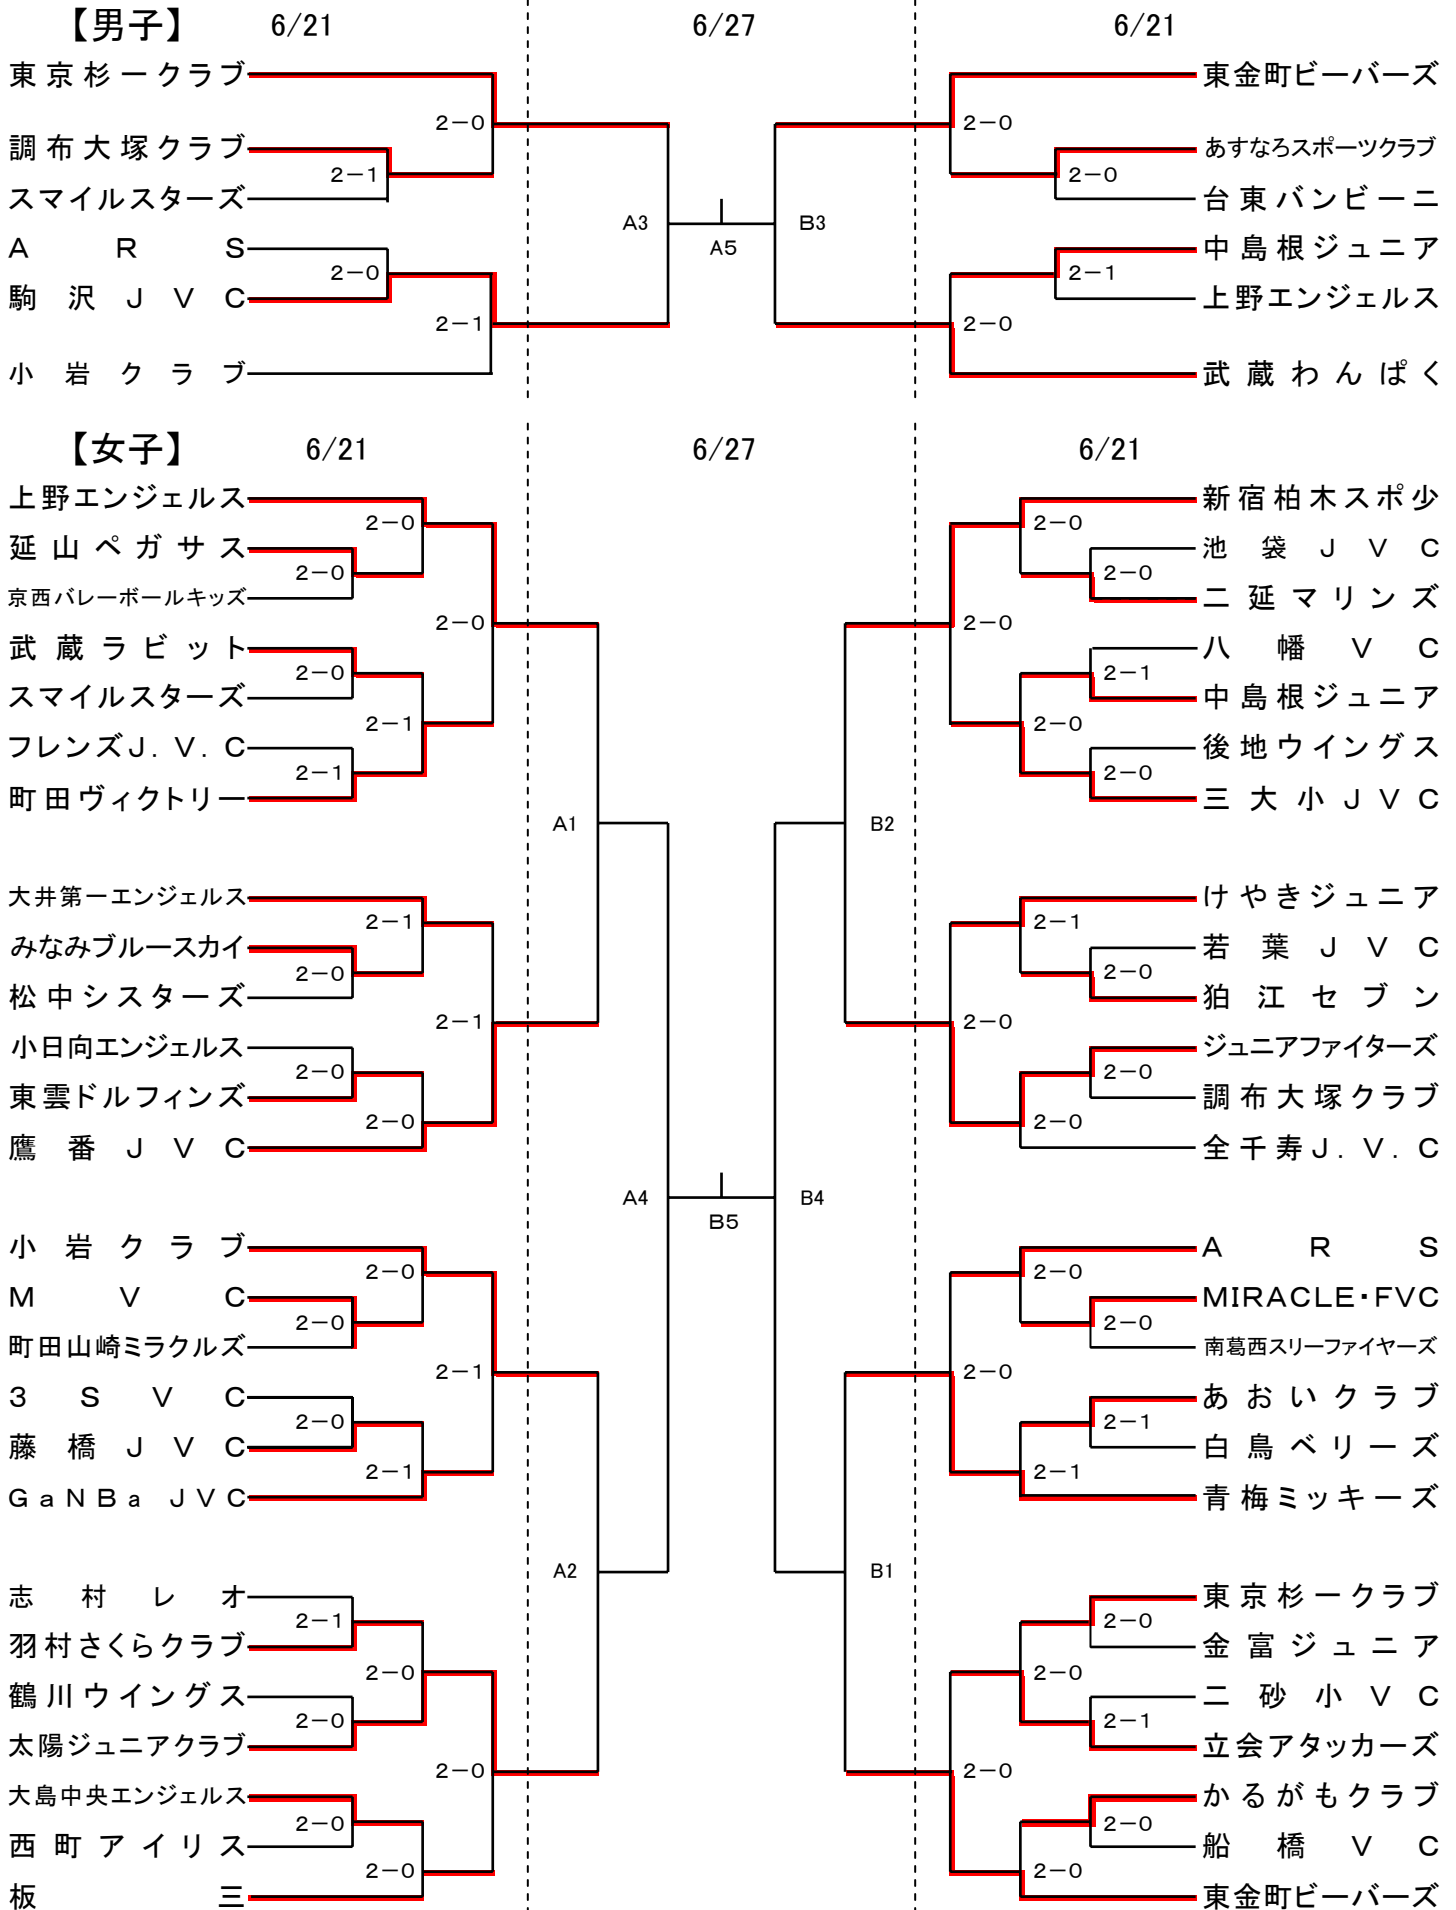 【男子】 6/21 6/27 6/21
東京杉一クラブ 東金町ビーバーズ
2-0 2-0
調布大塚クラブ あすなろスポーツクラブ
2-1 2-0
スマイルスターズ 台東バンビーニ
A3 A5 B3
ARS 中島根ジュニア
2-0 2-1
駒沢JVC 上野エンジェルス
2-1 2-0
小岩クラブ 武蔵わんぱく
【女子】 6/21 6/27 6/21
上野エンジェルス 新宿柏木スポ少
2-0 2-0
延山ペガサス 池袋JVC
2-0 2-0
京西バレーボールキッズ 二延マリンズ
2-0 2-0
武蔵ラビット 八幡VC
2-0 2-1
スマイルスターズ 中島根ジュニア
2-1 2-0
フレンズJ.V.C 後地ウイングス
2-1 2-0
町田ヴィクトリー 三大小JVC
A1 B2
大井第一エンジェルス けやきジュニア
2-1 2-1
みなみブルースカイ 若葉JVC
2-0 2-0
松中シスターズ 狛江セブン
2-1 2-0
小日向エンジェルス ジュニアファイターズ
2-0 2-0
東雲ドルフィンズ 調布大塚クラブ
2-0 2-0
鷹番JVC 全千寿J.V.C
A4 B5 B4
小岩クラブ ARS
2-0 2-0
MVC MIRACLE・FVC
2-0 2-0
町田山崎ミラクルズ 南葛西スリーファイヤーズ
2-1 2-0
3SVC あおいクラブ
2-0 2-1
藤橋JVC 白鳥ベリーズ
2-1 2-1
GaNBa JVC 青梅ミッキーズ
A2 B1
志村レオ 東京杉一クラブ
2-1 2-0
羽村さくらクラブ 金富ジュニア
2-0 2-0
鶴川ウイングス 二砂小VC
2-0 2-1
太陽ジュニアクラブ 立会アタッカーズ
2-0 2-0
大島中央エンジェルス かるがもクラブ
2-0 2-0
西町アイリス 船橋VC
2-0 2-0
板三 東金町ビーバーズ